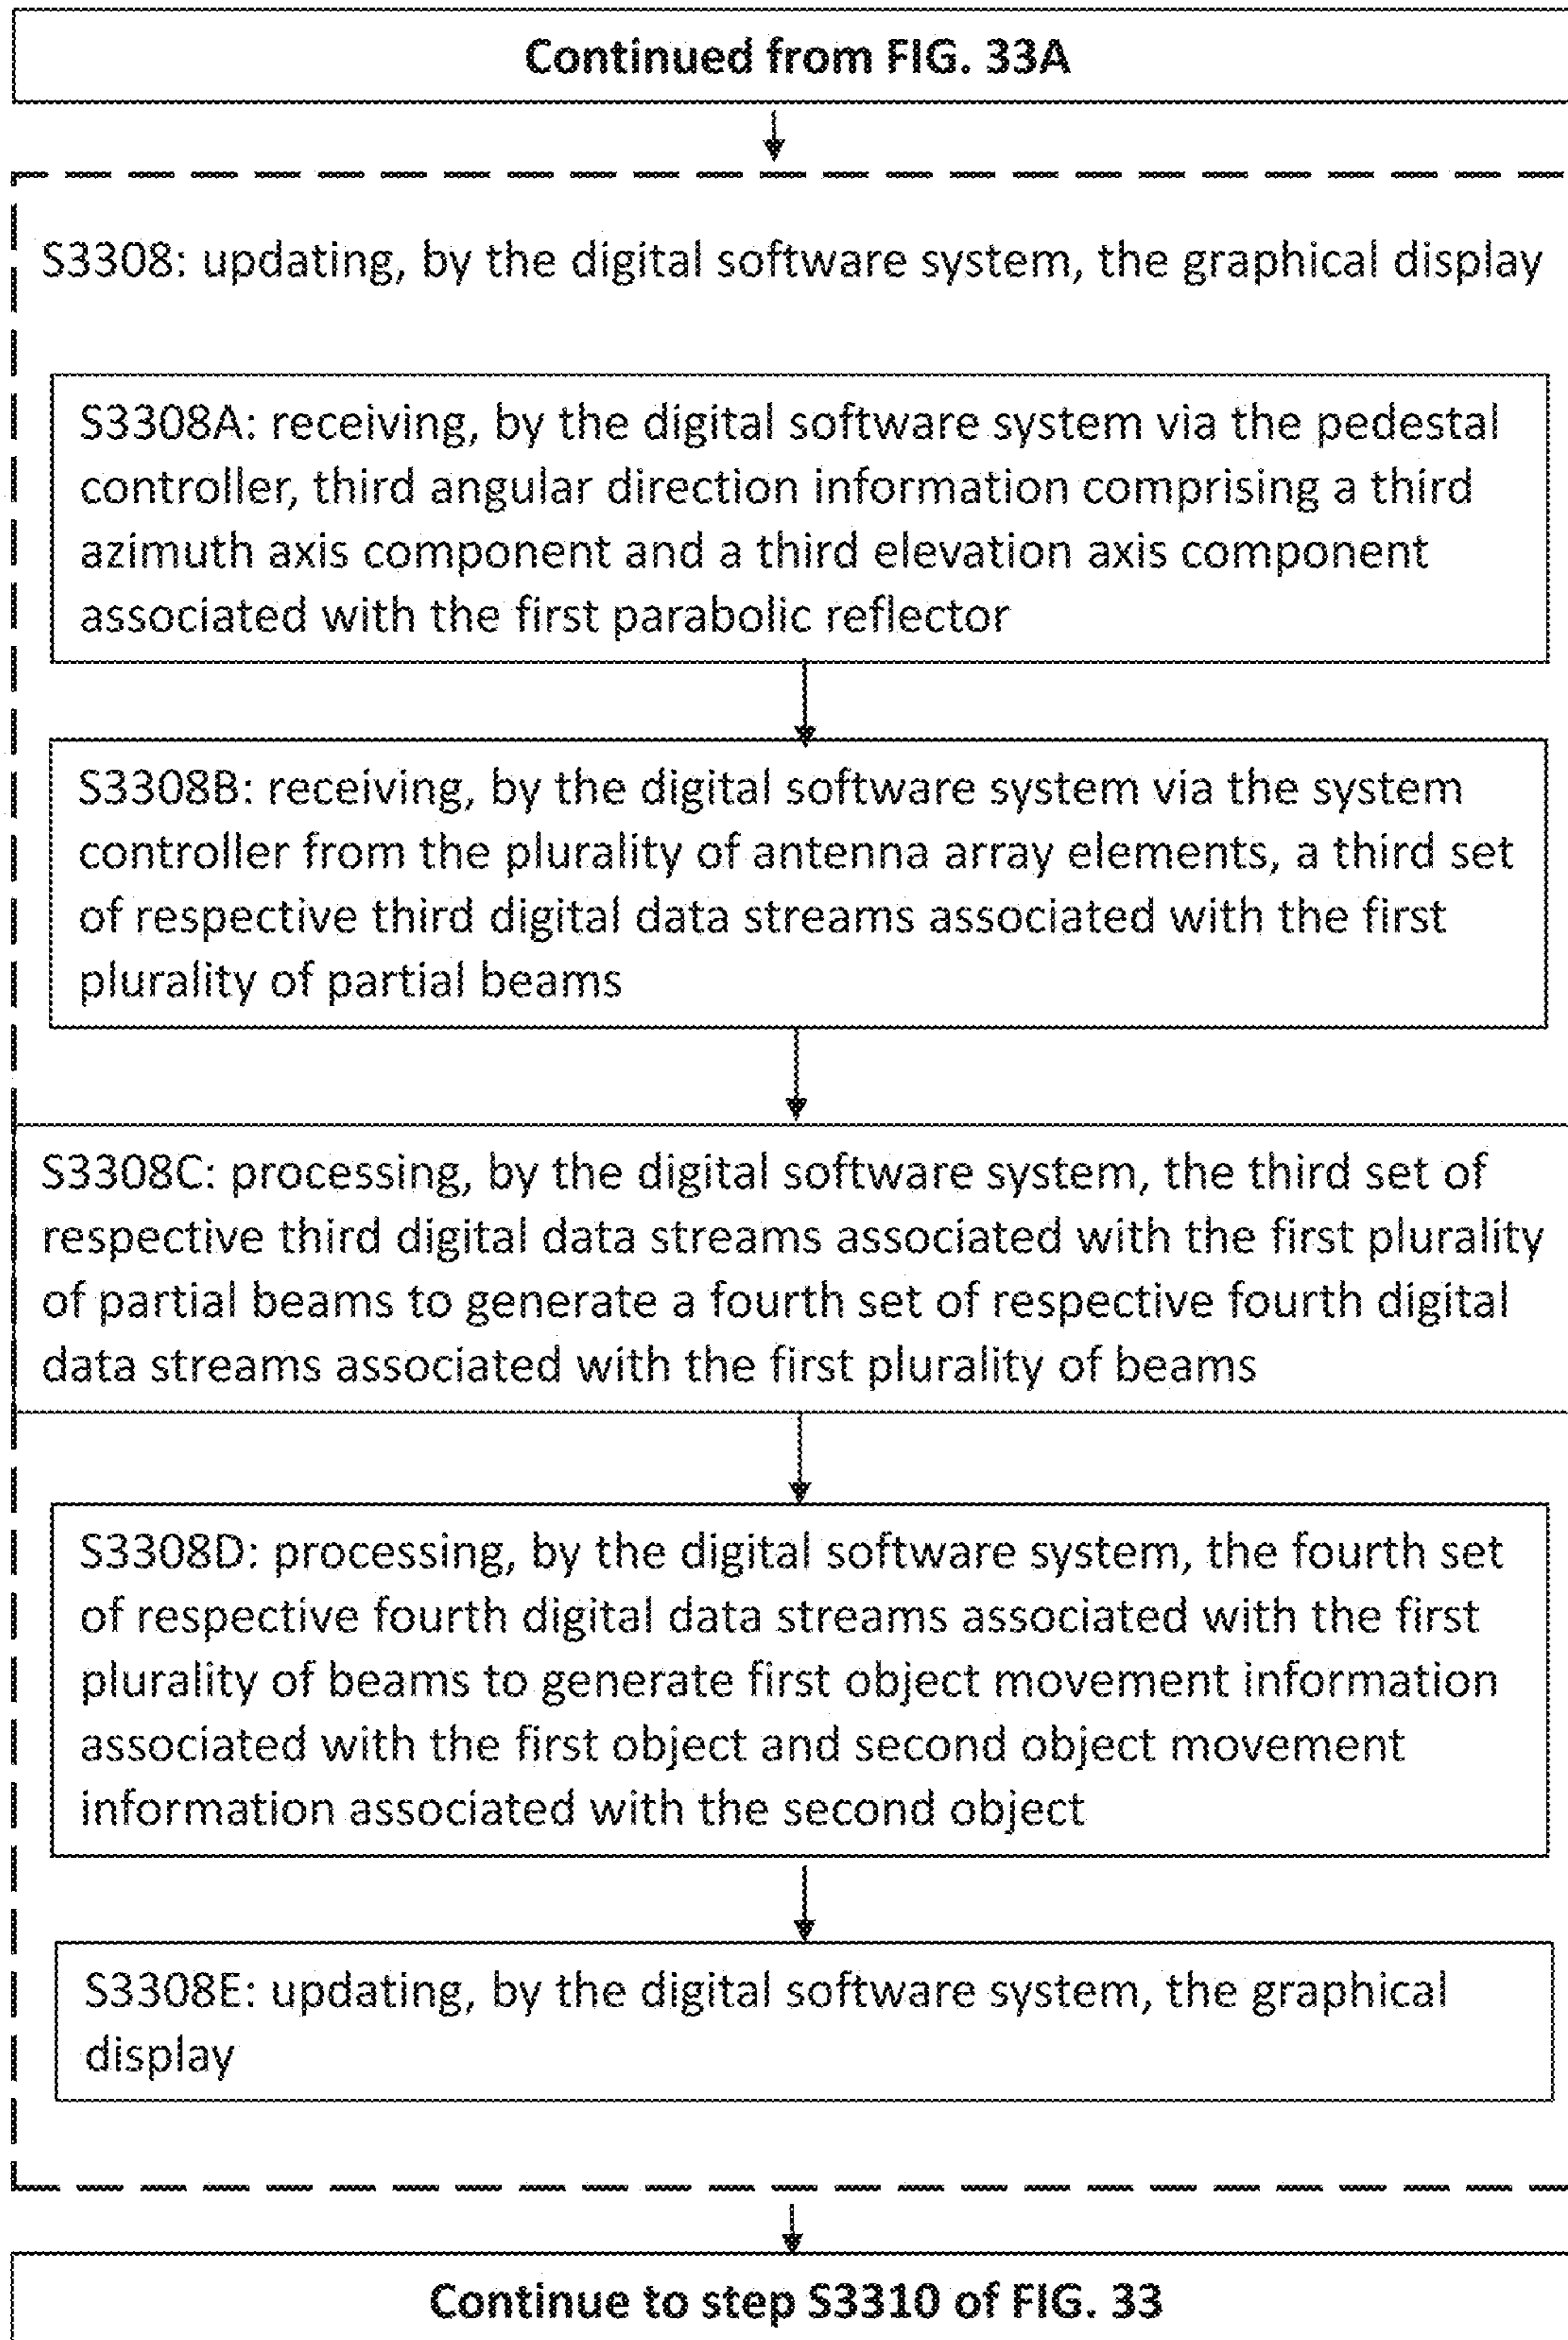 Continued from FIG. 33A
S3308: updating, by the digital software system, the graphical display
S3308A: receiving, by the digital software system via the pedestal
controller, third angular direction information comprising a third
azimuth axis component and a third elevation axis component
associated with the first parabolic reflector
S3308B: receiving, by the digital software system via the system
controller from the plurality of antenna array elements, a third set
of respective third digital data streams associated with the first
plurality of partial beams
S3308C: processing, by the digital software system, the third set of
respective third digital data streams associated with the first plurality
of partial beams to generate a fourth set of respective fourth digital
data streams associated with the first plurality of beams
S3308D: processing, by the digital software system, the fourth set
of respective fourth digital data streams associated with the first
plurality of beams to generate first object movement information
associated with the first object and second object movement
information associated with the second object
S3308E: updating, by the digital software system, the graphical
display
Continue to step S3310 of FIG. 33